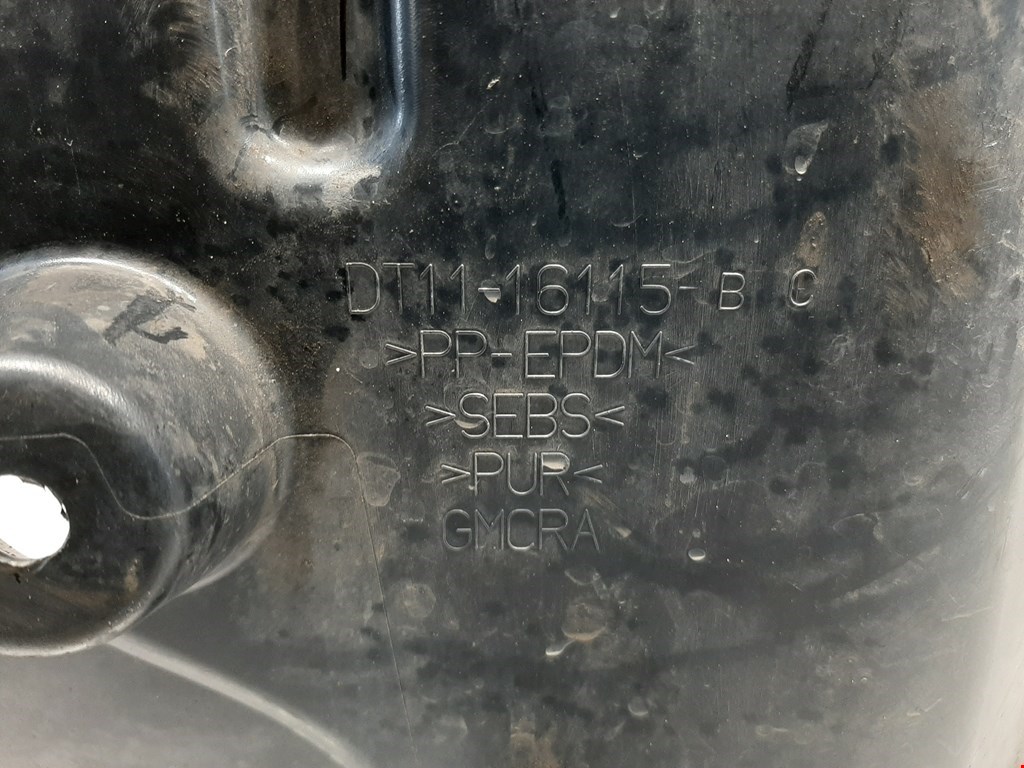 DT11-16115-B C
>PP-EPDM<
>SEBS<
>PUR<
GMCRA